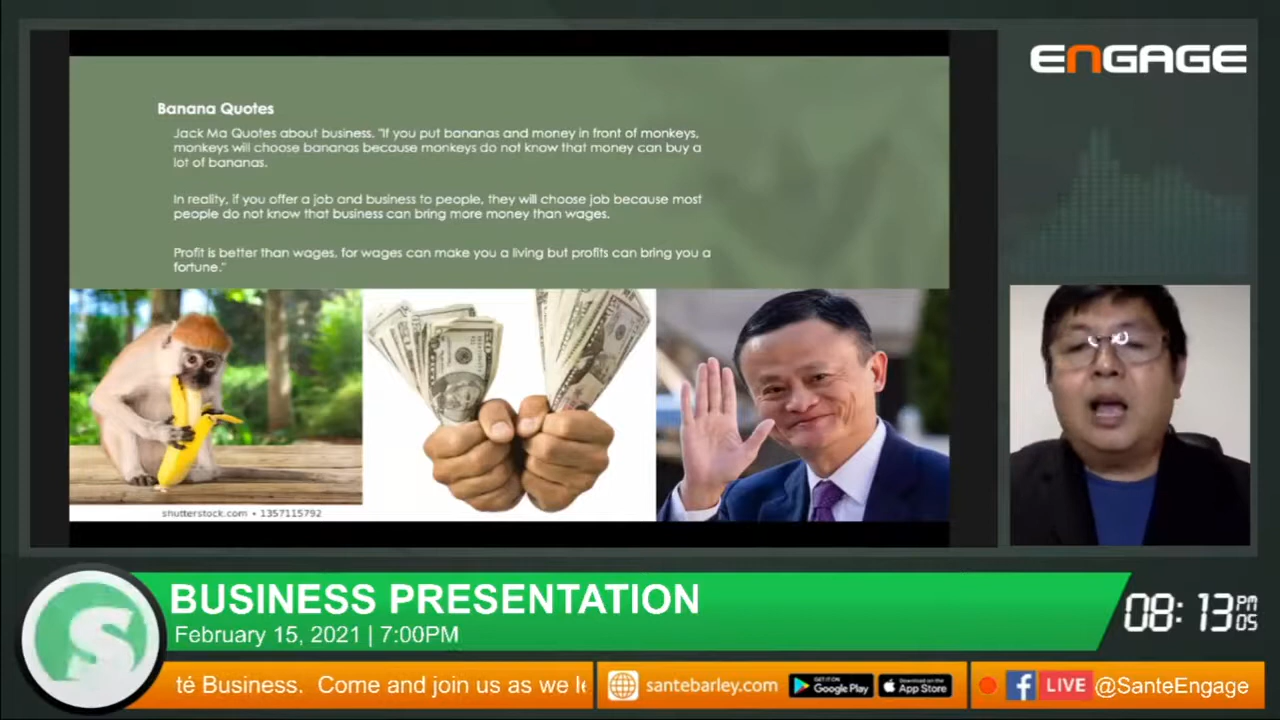 ENGAGE
Banana Quotes
Jack Ma Quotes about business. "If you put bananas and money in front of monkeys,
monkeys will choose bananas because monkeys do not know that money can buy a
lot of bananas.
In reality, if you offer a job and business to people, they will choose job because most
people do not know that business can bring more money than wages.
Profit is better than wages, for wages can make you a living but profits can bring you a
fortune."
shutterstock.com • 1357115792
S
BUSINESS PRESENTATION
February 15, 2021 | 7:00PM
08:13 PM 05
té Business. Come and join us as we le
santebarley.com
GET IT ON Google Play
Download on the App Store
LIVE @SanteEngage